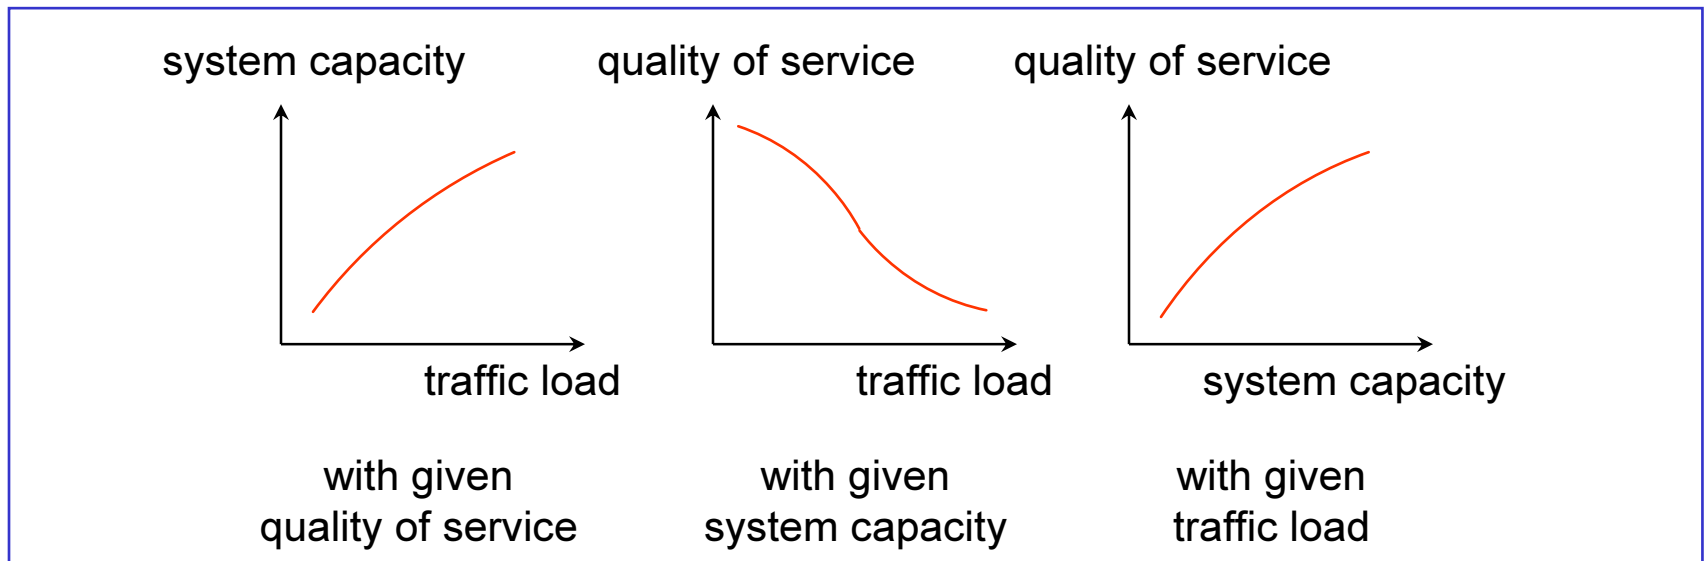 system capacity
quality of service
quality of service
traffic load
traffic load
system capacity
with given
quality of service
with given
system capacity
with given
traffic load